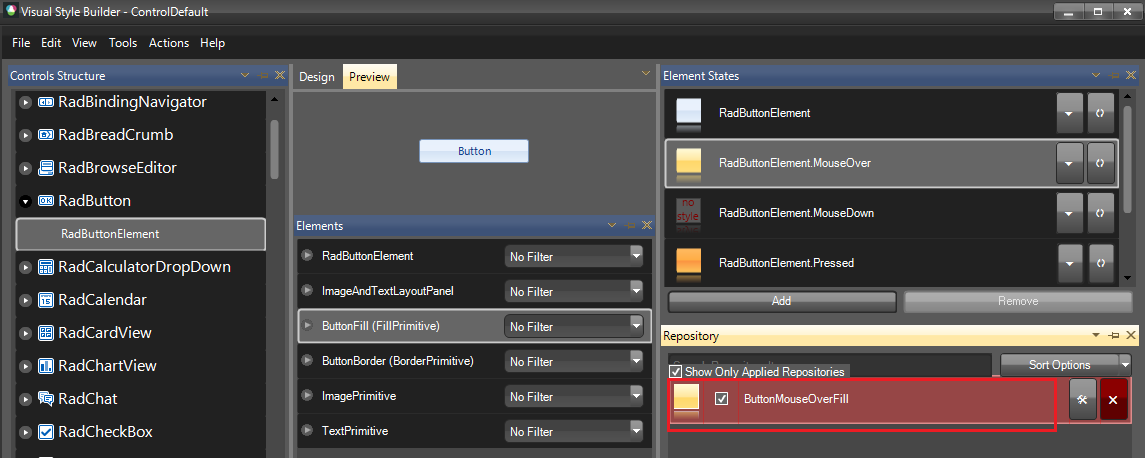 Visual Style Builder - ControlDefault
File Edit View Tools Actions Help
Controls Structure
RadBindingNavigator
RadBreadCrumb
RadBrowseEditor
RadButton
RadButtonElement
RadCalculatorDropDown
RadCalendar
RadCardView
RadChartView
RadChat
RadCheckBox
Design Preview
Button
Elements
RadButtonElement No Filter
ImageAndTextLayoutPanel No Filter
ButtonFill (FillPrimitive) No Filter
ButtonBorder (BorderPrimitive) No Filter
ImagePrimitive No Filter
TextPrimitive No Filter
Element States
RadButtonElement
RadButtonElement.MouseOver
no
style
RadButtonElement.MouseDown
RadButtonElement.Pressed
Add Remove
Repository
Sort Options
Show Only Applied Repositories
ButtonMouseOverFill